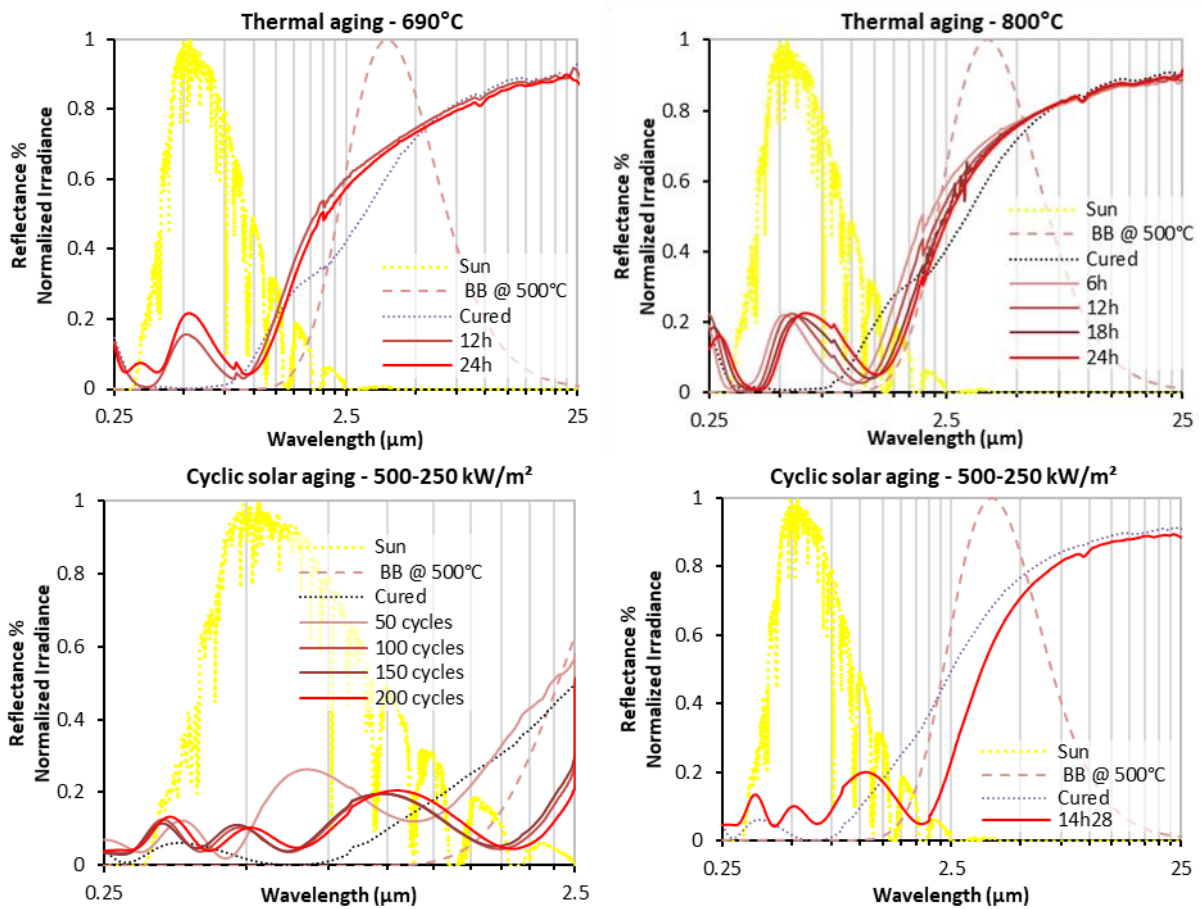 Thermal aging - 690°C
Reflectance %
Normalized Irradiance
1
0.8
0.6
0.4
0.2
0
0.25
2.5
25
Wavelength (µm)
Sun
BB @ 500°C
Cured
12h
24h
Thermal aging - 800°C
Reflectance %
Normalized Irradiance
1
0.8
0.6
0.4
0.2
0
0.25
2.5
25
Wavelength (µm)
Sun
BB @ 500°C
Cured
6h
12h
18h
24h
Cyclic solar aging - 500-250 kW/m²
Reflectance %
Normalized Irradiance
1
0.8
0.6
0.4
0.2
0
0.25
2.5
Wavelength (µm)
Sun
BB @ 500°C
Cured
50 cycles
100 cycles
150 cycles
200 cycles
Cyclic solar aging - 500-250 kW/m²
Reflectance %
Normalized Irradiance
1
0.8
0.6
0.4
0.2
0
0.25
2.5
25
Wavelength (µm)
Sun
BB @ 500°C
Cured
14h28